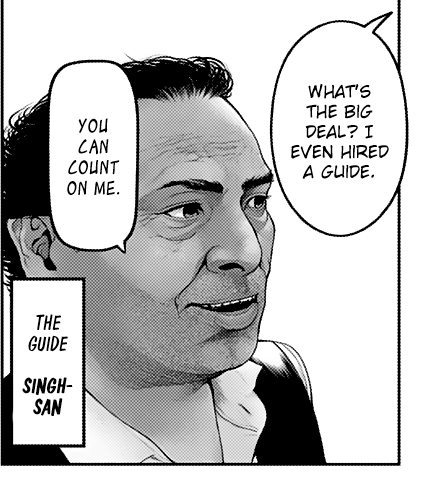 WHAT'S
THE BIG
DEAL? I
EVEN HIRED
A GUIDE.
YOU
CAN
COUNT
ON ME.
THE
GUIDE
SINGH-
SAN